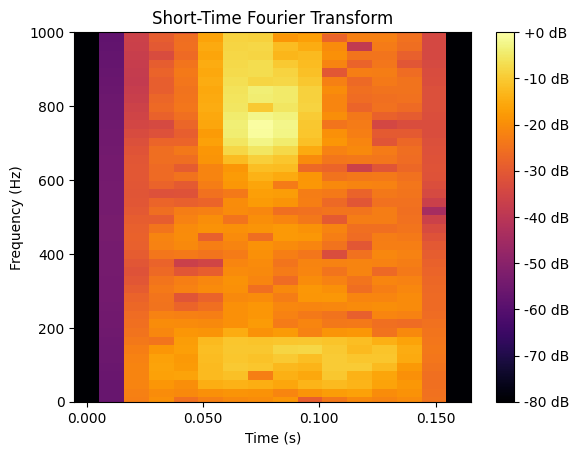 Short-Time Fourier Transform
1000
800
600
400
200
0
Frequency (Hz)
0.000
0.050
0.100
0.150
Time (s)
+0 dB
-10 dB
-20 dB
-30 dB
-40 dB
-50 dB
-60 dB
-70 dB
-80 dB